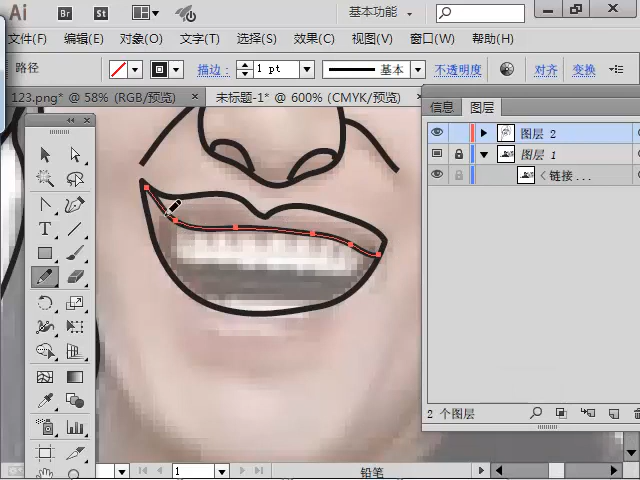 Ai Br St 基本功能
文件(F) 编辑(E) 对象(O) 文字(T) 选择(S) 效果(C) 视图(V) 窗口(W) 帮助(H)
路径 描边: 1 pt 基本 不透明度 对齐 变换
123.png* @ 58% (RGB/预览) × 未标题-1* @ 600% (CMYK/预览) ×
信息 图层
图层 2
图层 1
<链接...
2 个图层
1 铅笔